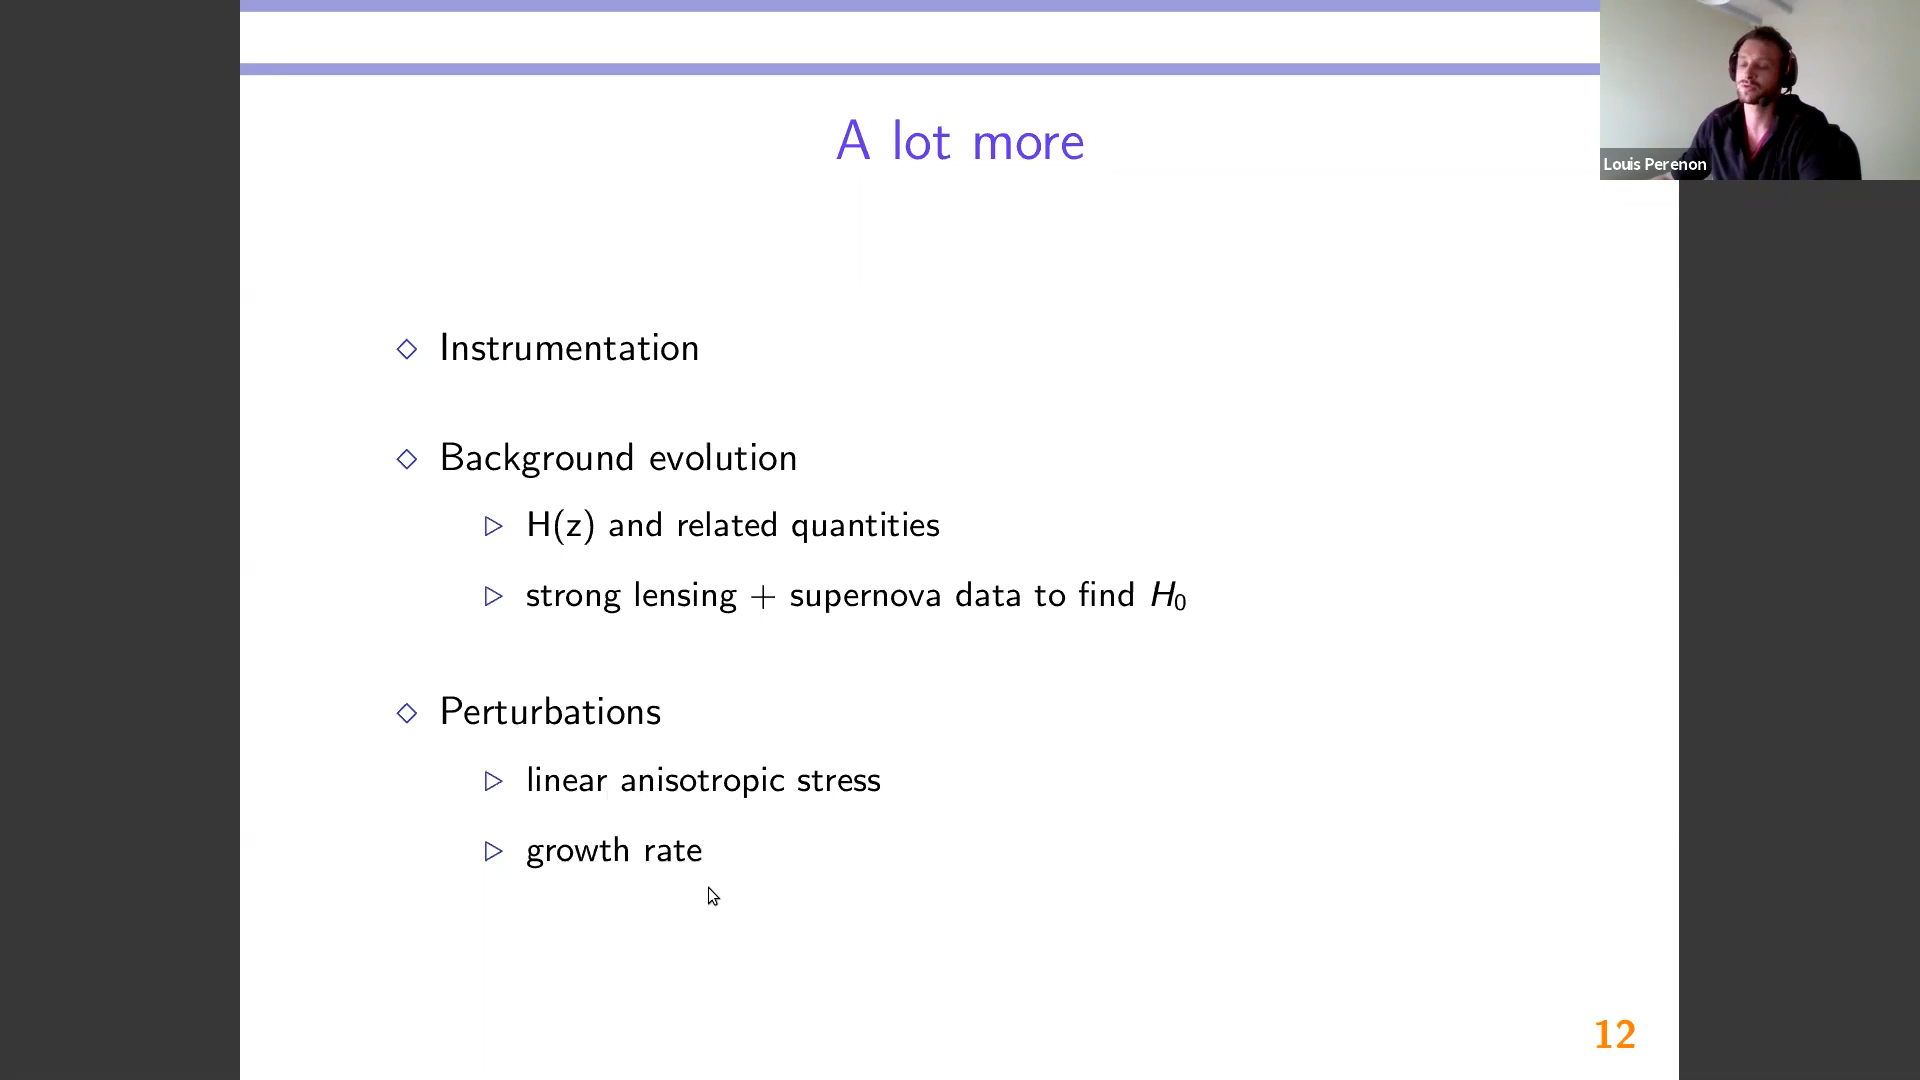 A lot more
Louis Perenon
◇ Instrumentation
◇ Background evolution
▷ H(z) and related quantities
▷ strong lensing + supernova data to find H₀
◇ Perturbations
▷ linear anisotropic stress
▷ growth rate
12